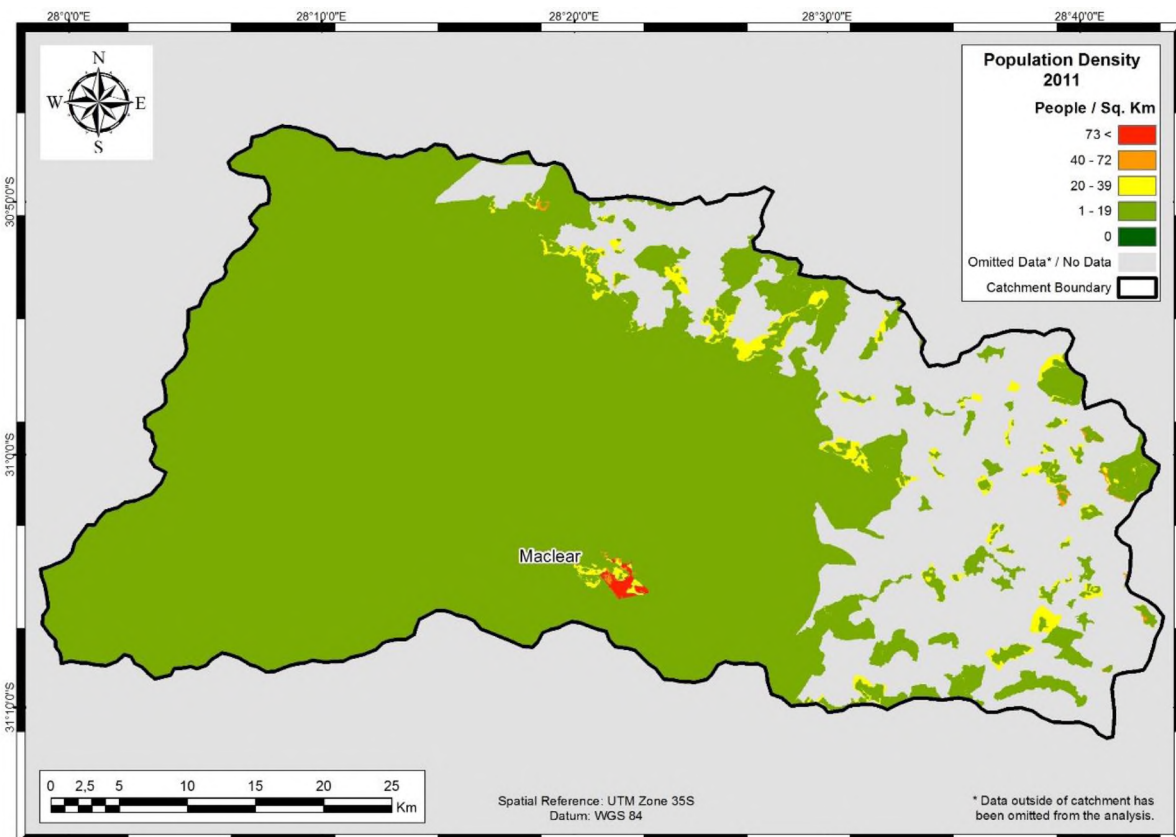 28°0'0"E
28°10'0"E
28°20'0"E
28°30'0"E
28°40'0"E
N
W
E
S
Population Density
2011
People / Sq. Km
73 <
40 - 72
20 - 39
1 - 19
0
Omitted Data* / No Data
Catchment Boundary
30°50'0"S
31°0'0"S
31°10'0"S
Maclear
0 2,5 5 10 15 20 25
Km
Spatial Reference: UTM Zone 35S
Datum: WGS 84
* Data outside of catchment has
been omitted from the analysis.